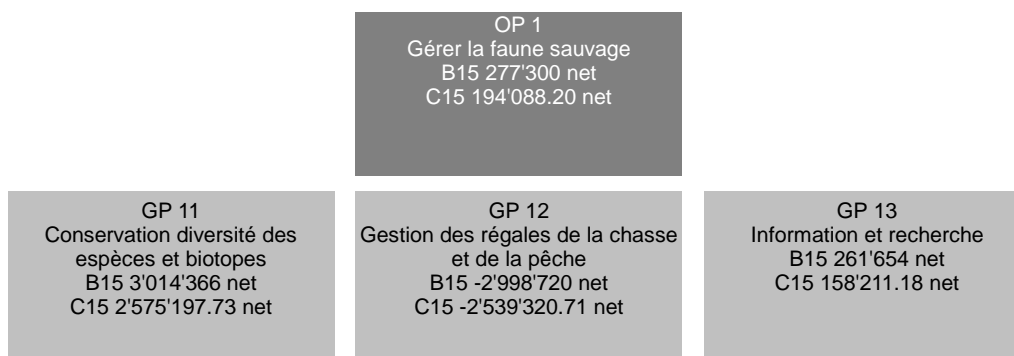 OP 1
Gérer la faune sauvage
B15 277'300 net
C15 194'088.20 net
GP 11
Conservation diversité des
espèces et biotopes
B15 3'014'366 net
C15 2'575'197.73 net
GP 12
Gestion des régales de la chasse
et de la pêche
B15 -2'998'720 net
C15 -2'539'320.71 net
GP 13
Information et recherche
B15 261'654 net
C15 158'211.18 net